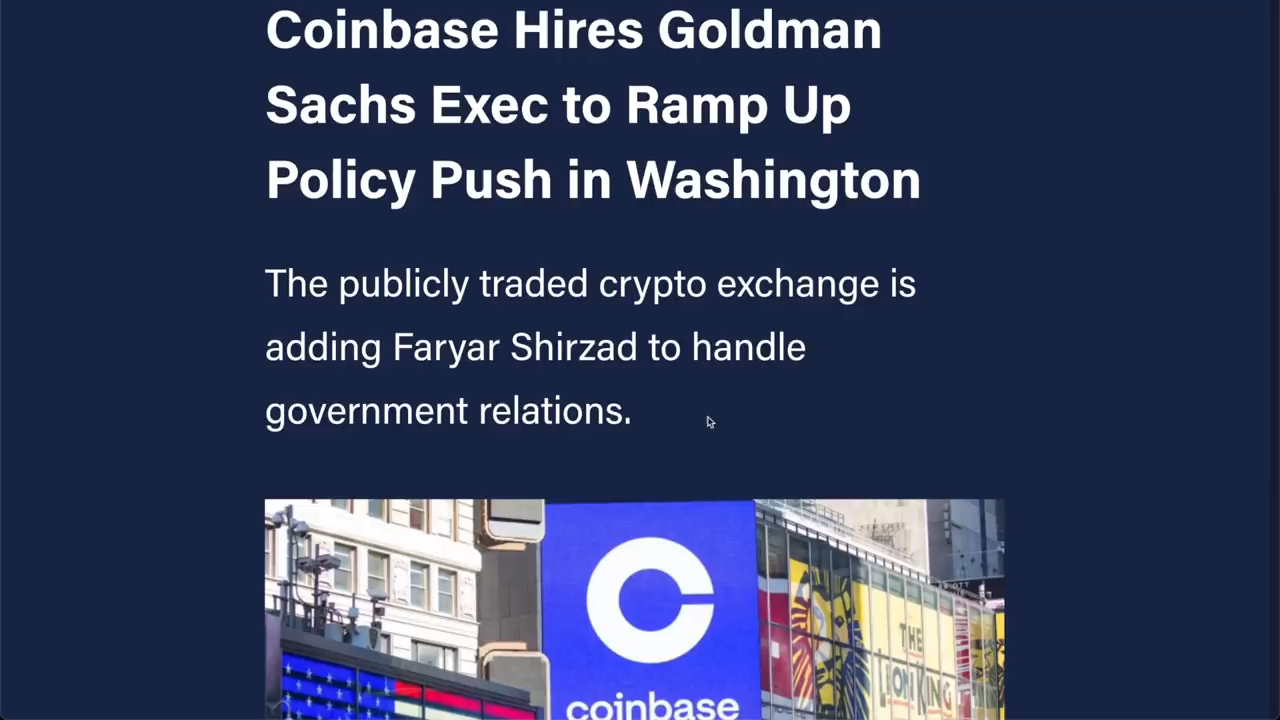 Coinbase Hires Goldman
Sachs Exec to Ramp Up
Policy Push in Washington
The publicly traded crypto exchange is
adding Faryar Shirzad to handle
government relations.
coinbase
THE
LION KING